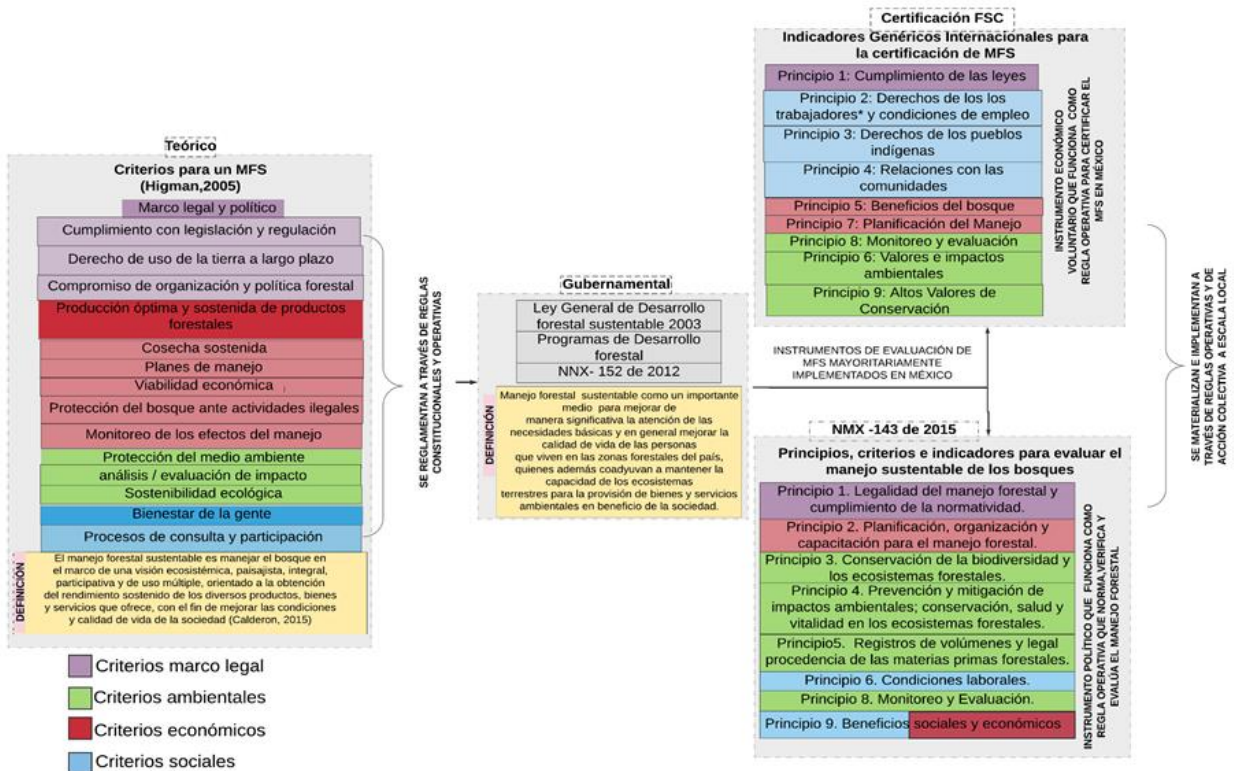 Teórico
Criterios para un MFS
(Higman,2005)
Marco legal y político
Cumplimiento con legislación y regulación
Derecho de uso de la tierra a largo plazo
Compromiso de organización y política forestal
Producción óptima y sostenida de productos
forestales
Cosecha sostenida
Planes de manejo
Viabilidad económica
Protección del bosque ante actividades ilegales
Monitoreo de los efectos del manejo
Protección del medio ambiente
análisis / evaluación de impacto
Sostenibilidad ecológica
Bienestar de la gente
Procesos de consulta y participación
DEFINICIÓN
El manejo forestal sustentable es manejar el bosque en
el marco de una visión ecosistémica, paisajista, integral,
participativa y de uso múltiple, orientado a la obtención
del rendimiento sostenido de los diversos productos, bienes
y servicios que ofrece, con el fin de mejorar las condiciones
y calidad de vida de la sociedad (Calderon, 2015)
Criterios marco legal
Criterios ambientales
Criterios económicos
Criterios sociales
SE REGLAMENTAN A TRAVÉS DE REGLAS
CONSTITUCIONALES Y OPERATIVAS
Gubernamental
Ley General de Desarrollo
forestal sustentable 2003
Programas de Desarrollo
forestal
NNX- 152 de 2012
DEFINICIÓN
Manejo forestal sustentable como un importante
medio para mejorar de
manera significativa la atención de las
necesidades básicas y en general mejorar la
calidad de vida de las personas
que viven en las zonas forestales del país,
quienes además coadyuvan a mantener la
capacidad de los ecosistemas
terrestres para la provisión de bienes y servicios
ambientales en beneficio de la sociedad.
INSTRUMENTOS DE EVALUACIÓN DE
MFS MAYORITARIAMENTE
IMPLEMENTADOS EN MÉXICO
Certificación FSC
Indicadores Genéricos Internacionales para
la certificación de MFS
Principio 1: Cumplimiento de las leyes
Principio 2: Derechos de los los
trabajadores* y condiciones de empleo
Principio 3: Derechos de los pueblos
indígenas
Principio 4: Relaciones con las
comunidades
Principio 5: Beneficios del bosque
Principio 7: Planificación del Manejo
Principio 8: Monitoreo y evaluación
Principio 6: Valores e impactos
ambientales
Principio 9: Altos Valores de
Conservación
INSTRUMENTO ECONÓMICO
VOLUNTARIO QUE FUNCIONA COMO
REGLA OPERATIVA PARA CERTIFICAR EL
MFS EN MÉXICO
NMX -143 de 2015
Principios, criterios e indicadores para evaluar el
manejo sustentable de los bosques
Principio 1. Legalidad del manejo forestal y
cumplimiento de la normatividad.
Principio 2. Planificación, organización y
capacitación para el manejo forestal.
Principio 3. Conservación de la biodiversidad y
los ecosistemas forestales.
Principio 4. Prevención y mitigación de
impactos ambientales; conservación, salud y
vitalidad en los ecosistemas forestales.
Principio5. Registros de volúmenes y legal
procedencia de las materias primas forestales.
Principio 6. Condiciones laborales.
Principio 8. Monitoreo y Evaluación.
Principio 9. Beneficios sociales y económicos
INSTRUMENTO POLÍTICO QUE FUNCIONA COMO
REGLA OPERATIVA QUE NORMA,VERIFICA Y
EVALÚA EL MANEJO FORESTAL
SE MATERIALIZAN E IMPLEMENTAN A
TRAVÉS DE REGLAS OPERATIVAS Y DE
ACCIÓN COLECTIVA A ESCALA LOCAL